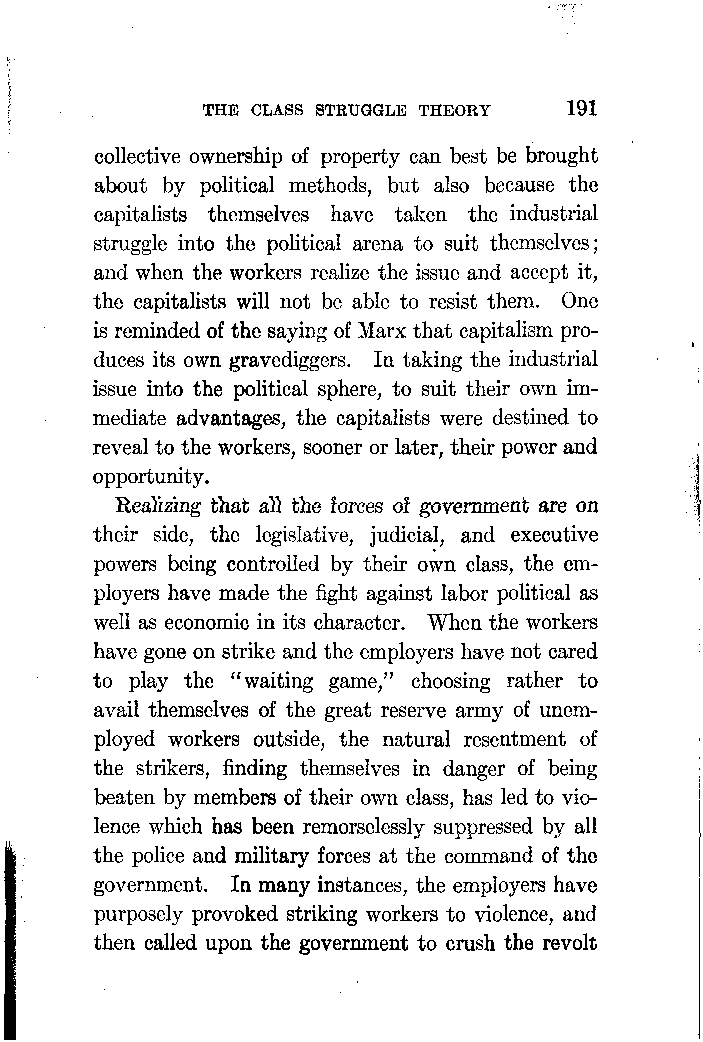 THE CLASS STRUGGLE THEORY 191
collective ownership of property can best be brought
about by political methods, but also because the
capitalists themselves have taken the industrial
struggle into the political arena to suit themselves;
and when the workers realize the issue and accept it,
the capitalists will not be able to resist them. One
is reminded of the saying of Marx that capitalism pro-
duces its own gravediggers. In taking the industrial
issue into the political sphere, to suit their own im-
mediate advantages, the capitalists were destined to
reveal to the workers, sooner or later, their power and
opportunity.
Realizing that all the forces of government are on
their side, the legislative, judicial, and executive
powers being controlled by their own class, the em-
ployers have made the fight against labor political as
well as economic in its character. When the workers
have gone on strike and the employers have not cared
to play the "waiting game," choosing rather to
avail themselves of the great reserve army of unem-
ployed workers outside, the natural resentment of
the strikers, finding themselves in danger of being
beaten by members of their own class, has led to vio-
lence which has been remorselessly suppressed by all
the police and military forces at the command of the
government. In many instances, the employers have
purposely provoked striking workers to violence, and
then called upon the government to crush the revolt